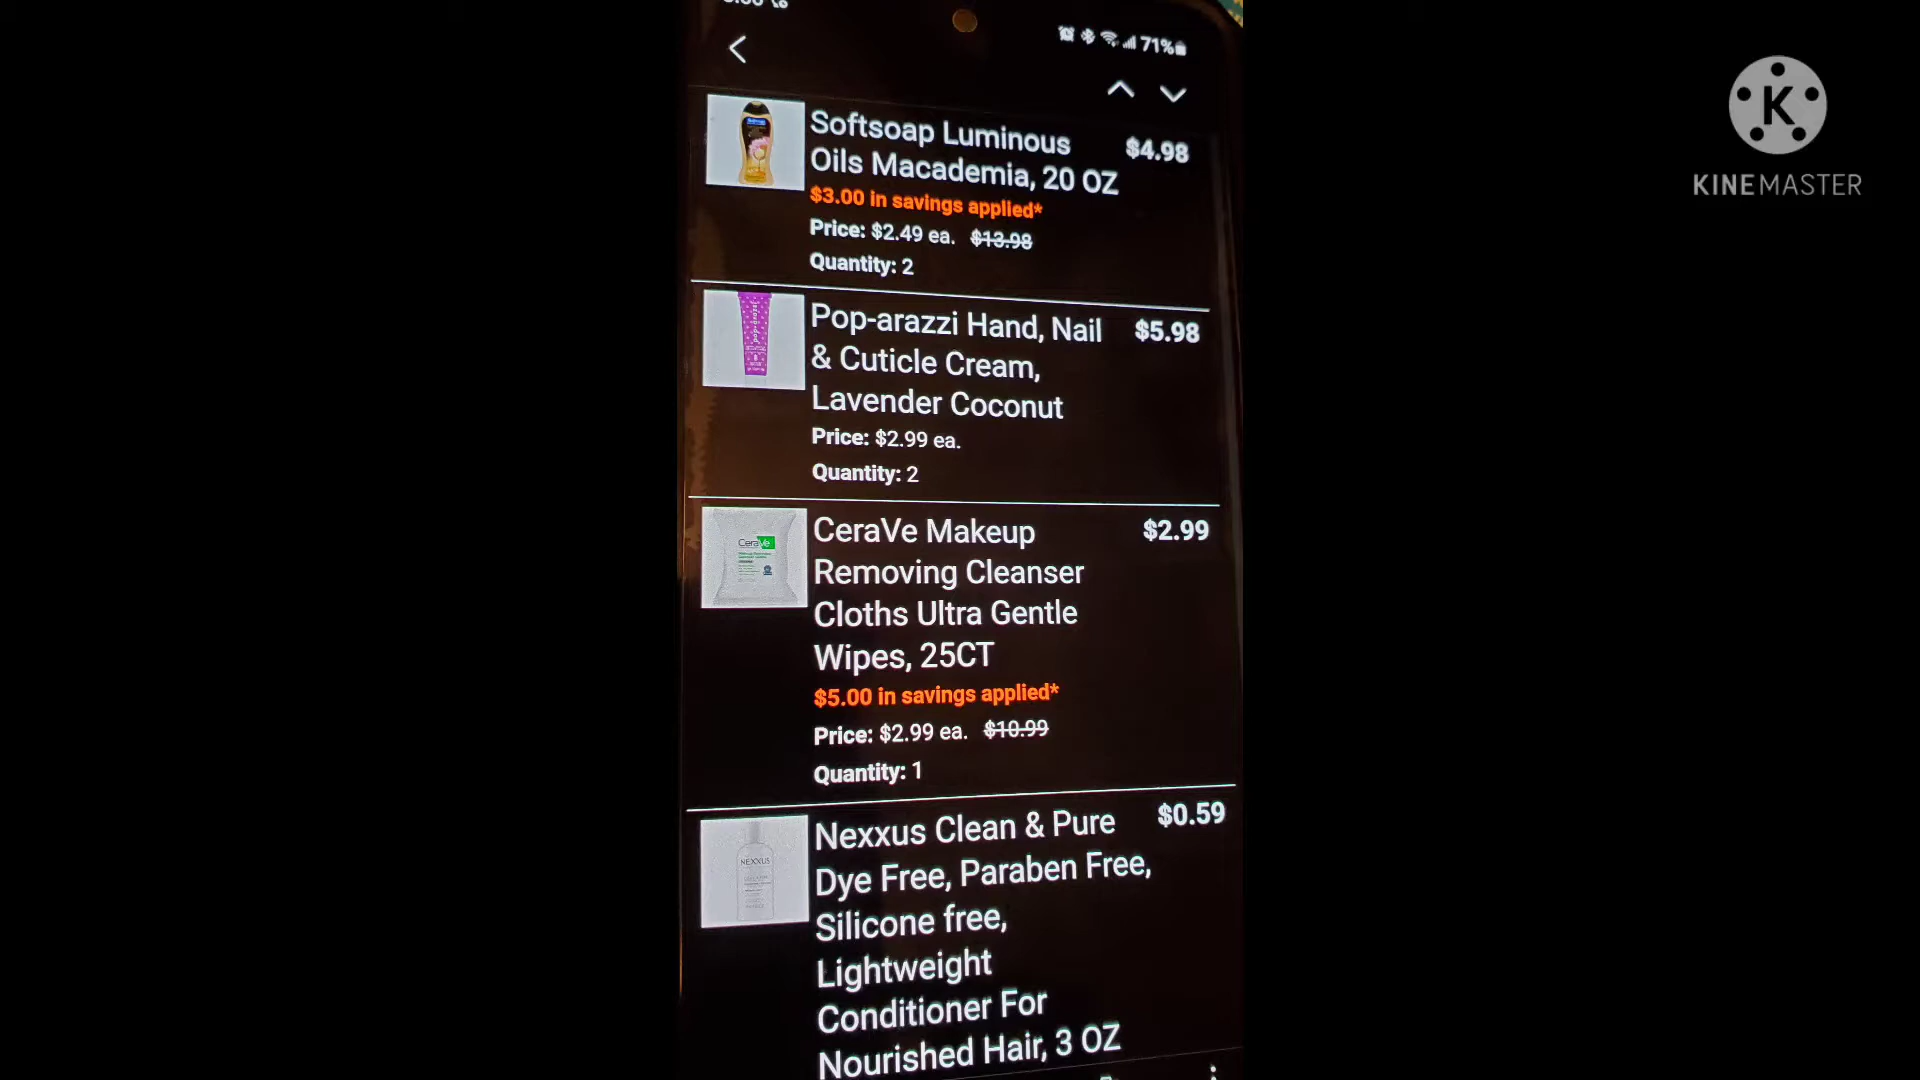 71%
Softsoap Luminous
Oils Macademia, 20 OZ
$4.98
$3.00 in savings applied*
Price: $2.49 ea. $13.98
Quantity: 2
Pop-arazzi Hand, Nail
& Cuticle Cream,
Lavender Coconut
$5.98
Price: $2.99 ea.
Quantity: 2
CeraVe Makeup
Removing Cleanser
Cloths Ultra Gentle
Wipes, 25CT
$2.99
CeraVe
$5.00 in savings applied*
Price: $2.99 ea. $10.99
Quantity: 1
Nexxus Clean & Pure
Dye Free, Paraben Free,
Silicone free,
Lightweight
Conditioner For
Nourished Hair, 3 OZ
$0.59
NEXXUS
K
KINEMASTER